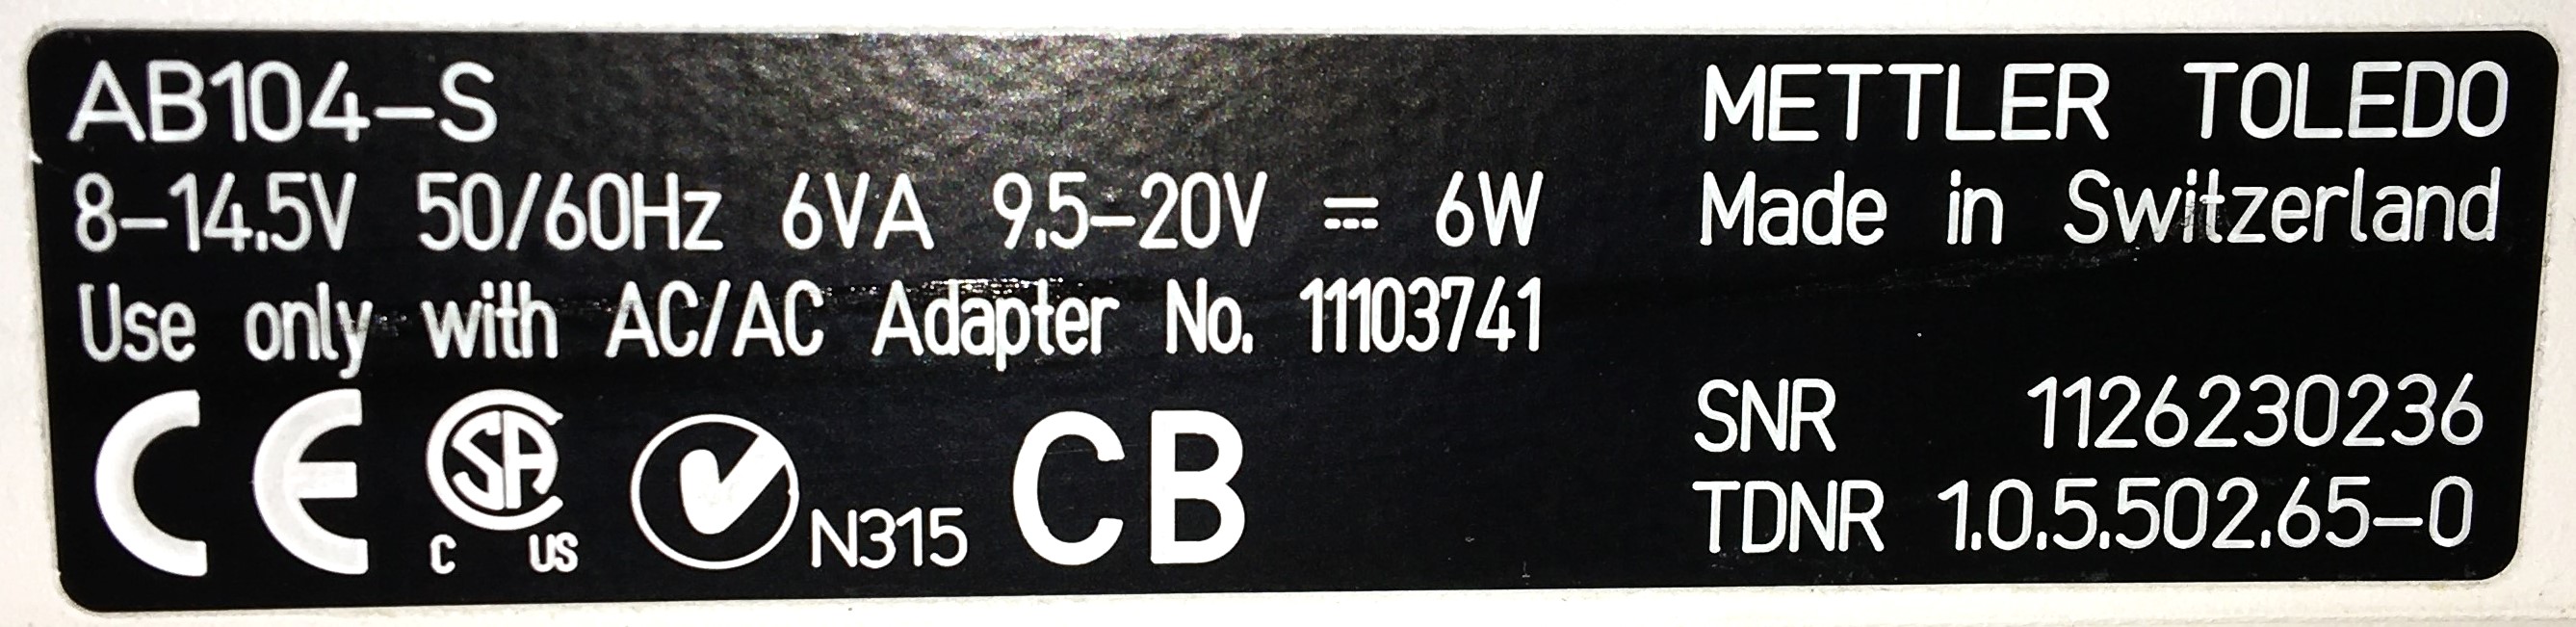 AB104-S
8-14.5V 50/60Hz 6VA 9.5-20V ⎓ 6W
Use only with AC/AC Adapter No. 11103741
CE SA C US N315 CB
METTLER TOLEDO
Made in Switzerland
SNR 1126230236
TDNR 1.0.5.502.65-0